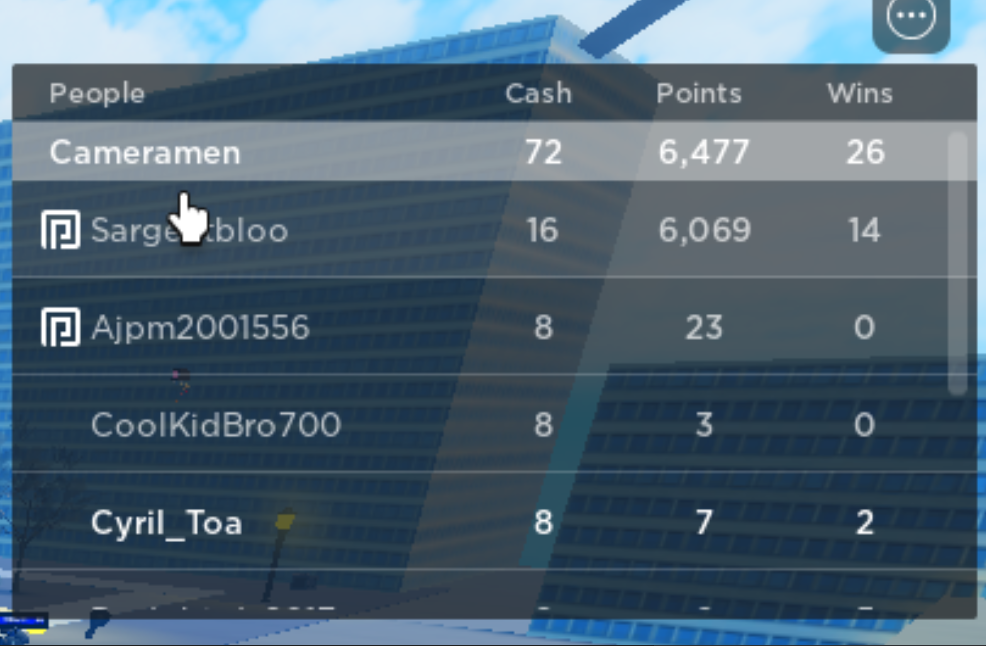 People Cash Points Wins
Cameramen 72 6,477 26
16 6,069 14
Ajpm2001556 8 23 0
CoolKidBro700 8 3 0
Cyril_Toa 8 7 2